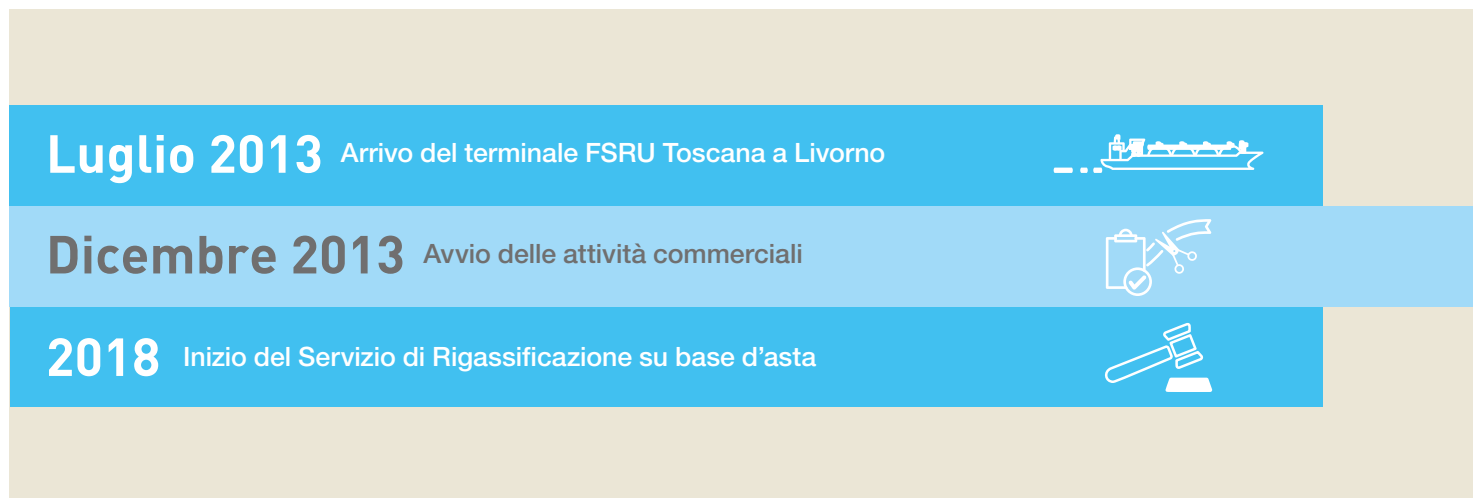 Luglio 2013 Arrivo del terminale FSRU Toscana a Livorno
Dicembre 2013 Avvio delle attività commerciali
2018 Inizio del Servizio di Rigassificazione su base d’asta